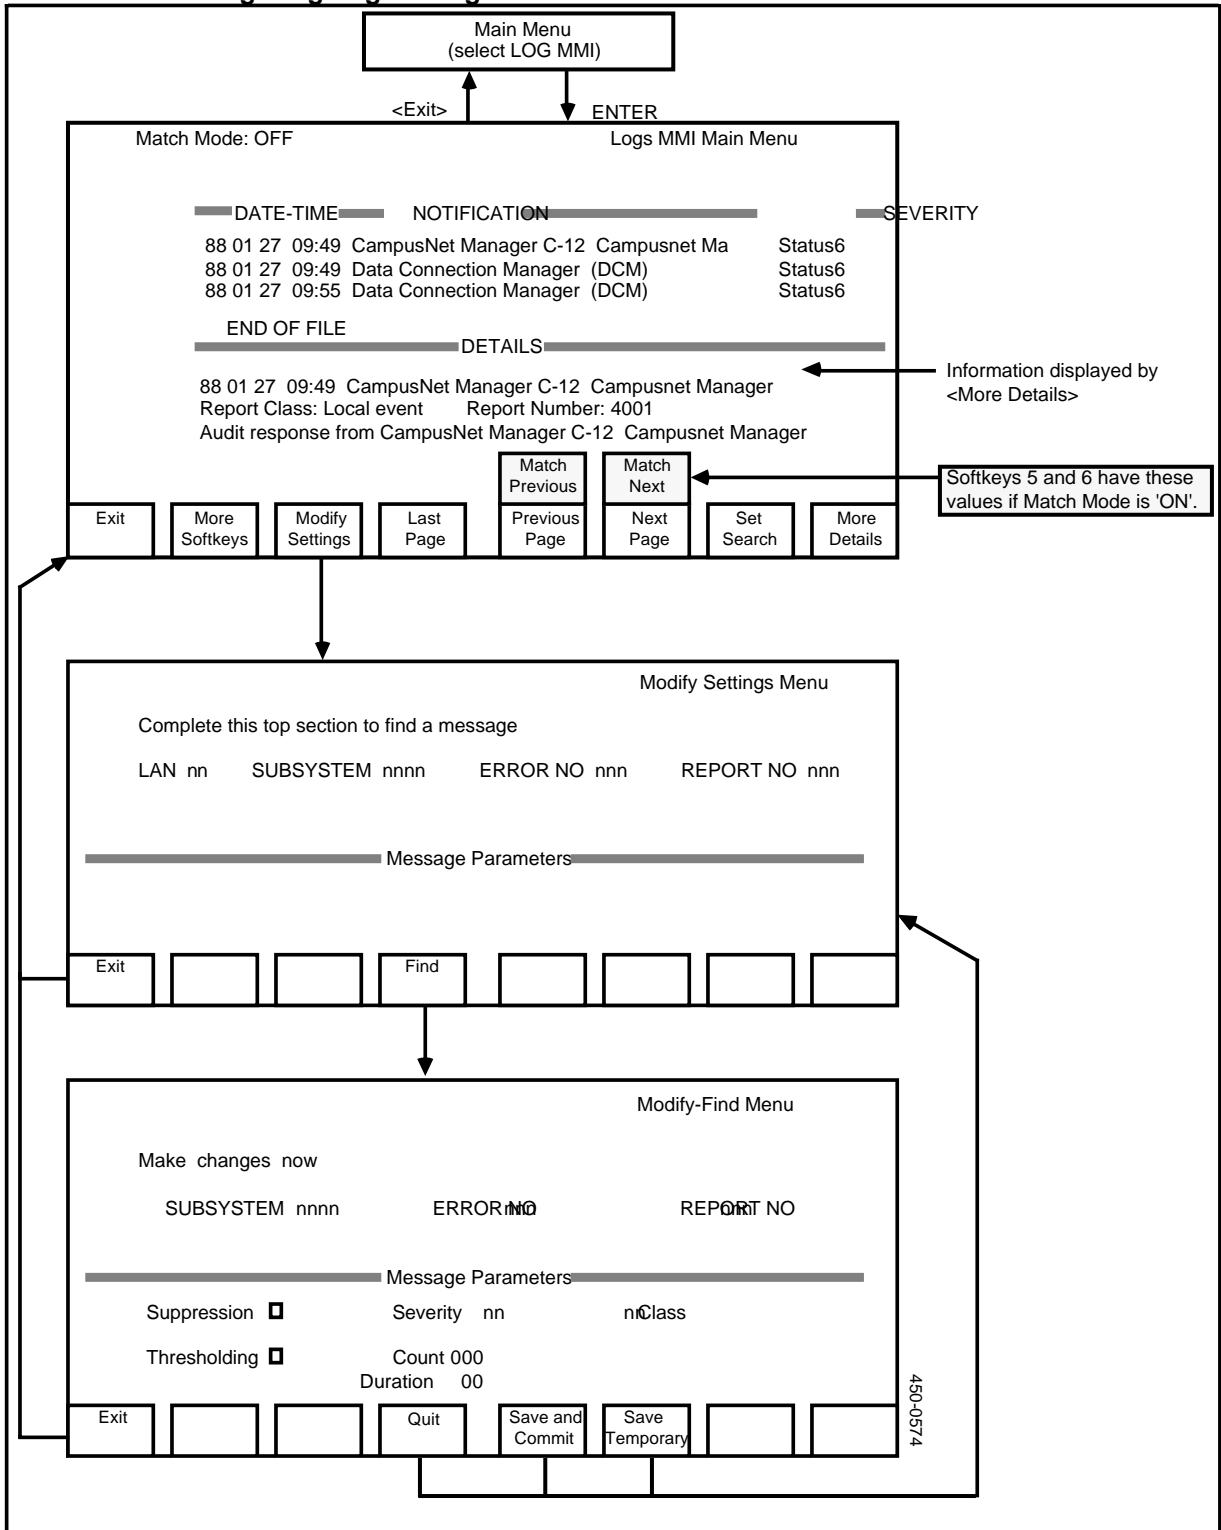 Main Menu
(select LOG MMI)
<Exit>
ENTER
Match Mode: OFF
Logs MMI Main Menu
DATE-TIME NOTIFICATION SEVERITY
88 01 27 09:49 CampusNet Manager C-12 Campusnet Ma Status6
88 01 27 09:49 Data Connection Manager (DCM) Status6
88 01 27 09:55 Data Connection Manager (DCM) Status6
END OF FILE
DETAILS
88 01 27 09:49 CampusNet Manager C-12 Campusnet Manager
Report Class: Local event Report Number: 4001
Audit response from CampusNet Manager C-12 Campusnet Manager
Information displayed by
<More Details>
Match
Previous
Match
Next
Softkeys 5 and 6 have these
values if Match Mode is 'ON'.
Exit
More
Softkeys
Modify
Settings
Last
Page
Previous
Page
Next
Page
Set
Search
More
Details
Modify Settings Menu
Complete this top section to find a message
LAN nn SUBSYSTEM nnnn ERROR NO nnn REPORT NO nnn
Message Parameters
Exit
Find
Modify-Find Menu
Make changes now
SUBSYSTEM nnnn ERROR NO nnn REPORT NO nnn
Message Parameters
Suppression Severity nn nn Class
Thresholding Count 000
Duration 00
Exit
Quit
Save and
Commit
Save
Temporary
450-0574